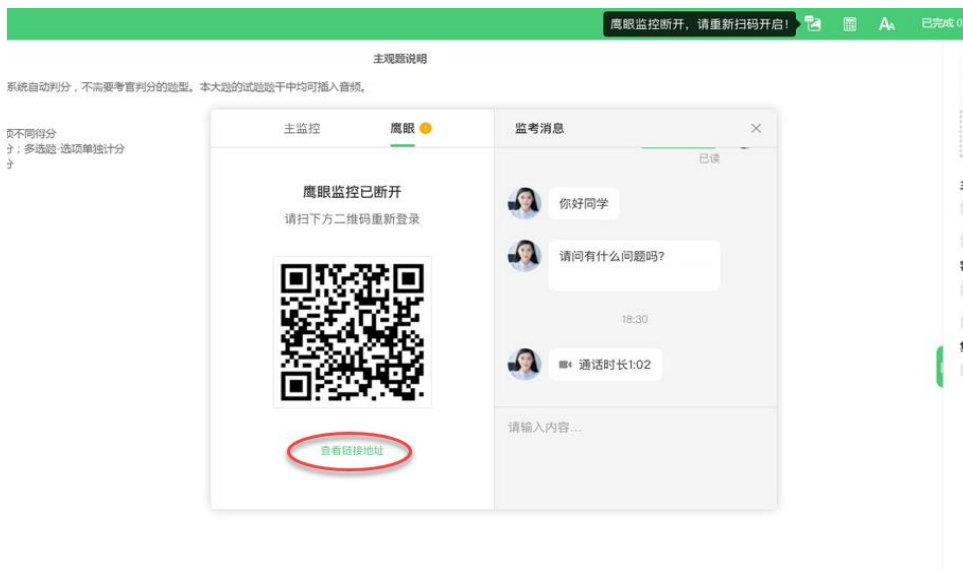 鹰眼监控断开，请重新扫码开启！
已完成 0
主观题说明
系统自动判分，不需要考官判分的题型。本大题的试题题干中均可插入音频。
项不同得分
分；多选题-选项单独计分
分
主监控
鹰眼
鹰眼监控已断开
请扫下方二维码重新登录
查看链接地址
监考消息
已读
你好同学
请问有什么问题吗?
18:30
通话时长1:02
请输入内容...